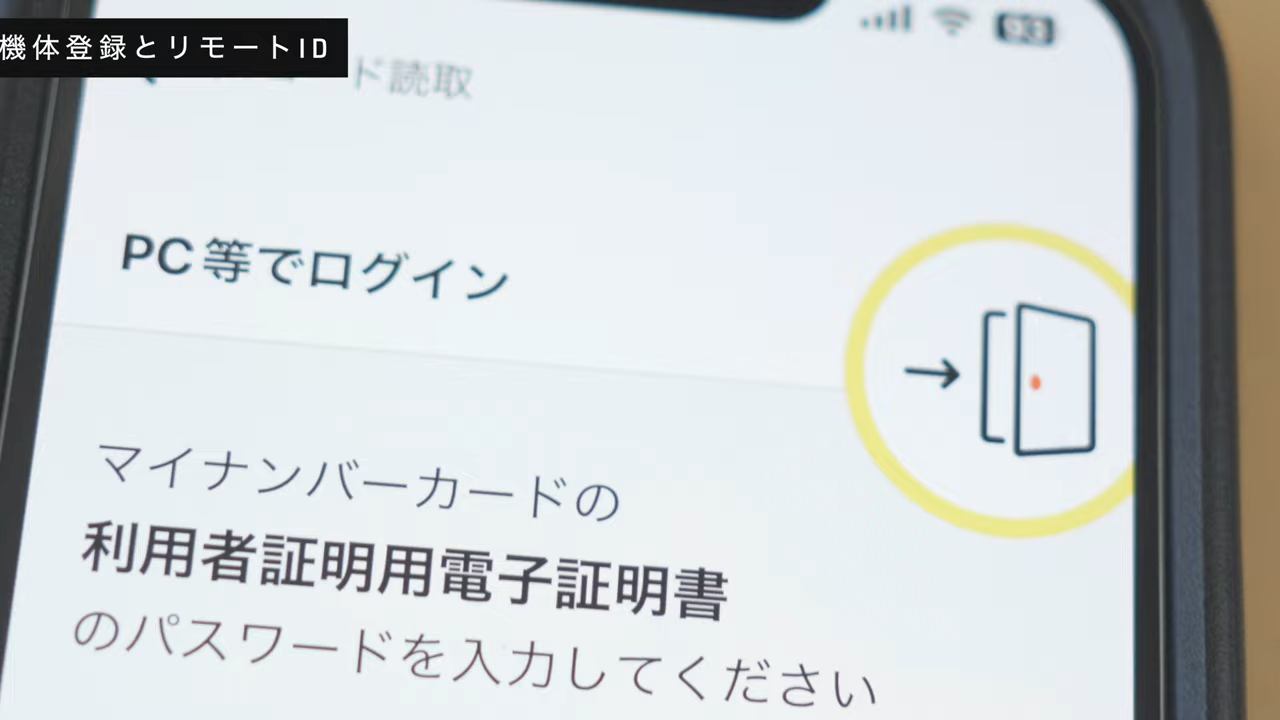 機体登録とリモートID
93
ド読取
PC等でログイン
マイナンバーカードの
利用者証明用電子証明書
のパスワードを入力してください